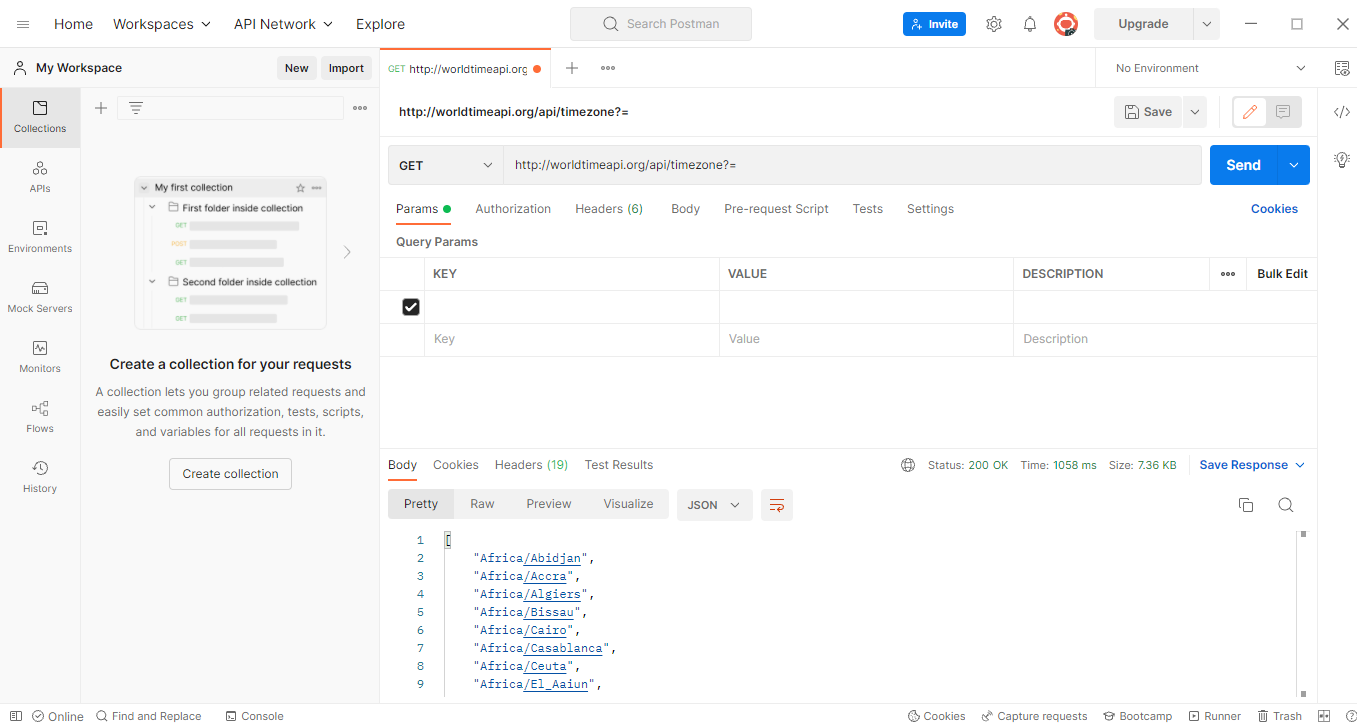 Home Workspaces API Network Explore Search Postman Invite Upgrade
My Workspace New Import GET http://worldtimeapi.org No Environment
Collections
APIs
Environments
Mock Servers
Monitors
Flows
History
My first collection
First folder inside collection
GET
POST
GET
Second folder inside collection
GET
GET
Create a collection for your requests
A collection lets you group related requests and
easily set common authorization, tests, scripts,
and variables for all requests in it.
Create collection
http://worldtimeapi.org/api/timezone?= Save
GET http://worldtimeapi.org/api/timezone?= Send
Params Authorization Headers (6) Body Pre-request Script Tests Settings Cookies
Query Params
KEY VALUE DESCRIPTION Bulk Edit
Key Value Description
Body Cookies Headers (19) Test Results Status: 200 OK Time: 1058 ms Size: 7.36 KB Save Response
Pretty Raw Preview Visualize JSON
1 [
2 "Africa/Abidjan",
3 "Africa/Accra",
4 "Africa/Algiers",
5 "Africa/Bissau",
6 "Africa/Cairo",
7 "Africa/Casablanca",
8 "Africa/Ceuta",
9 "Africa/El_Aaiun",
Online Find and Replace Console Cookies Capture requests Bootcamp Runner Trash